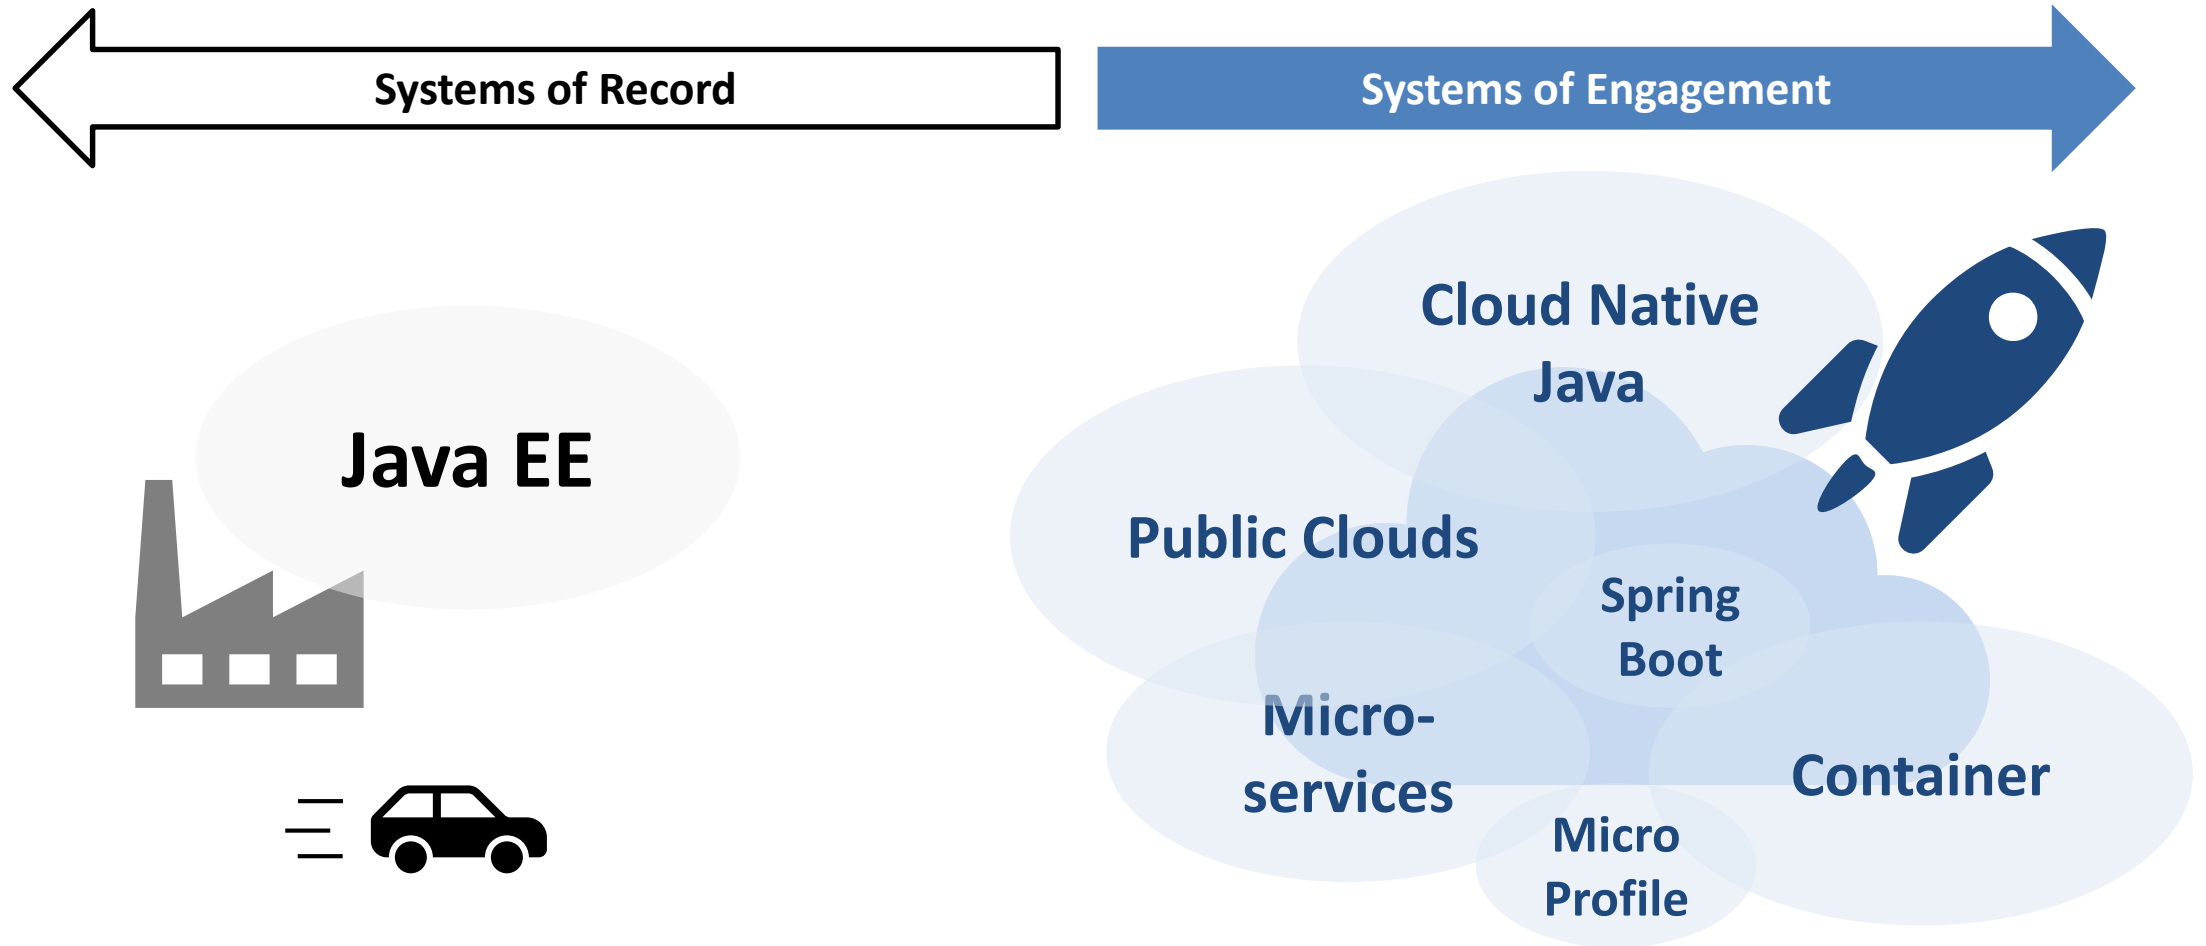 Systems of Record
Systems of Engagement
Java EE
Cloud Native
Java
Public Clouds
Spring
Boot
Micro-
services
Container
Micro
Profile